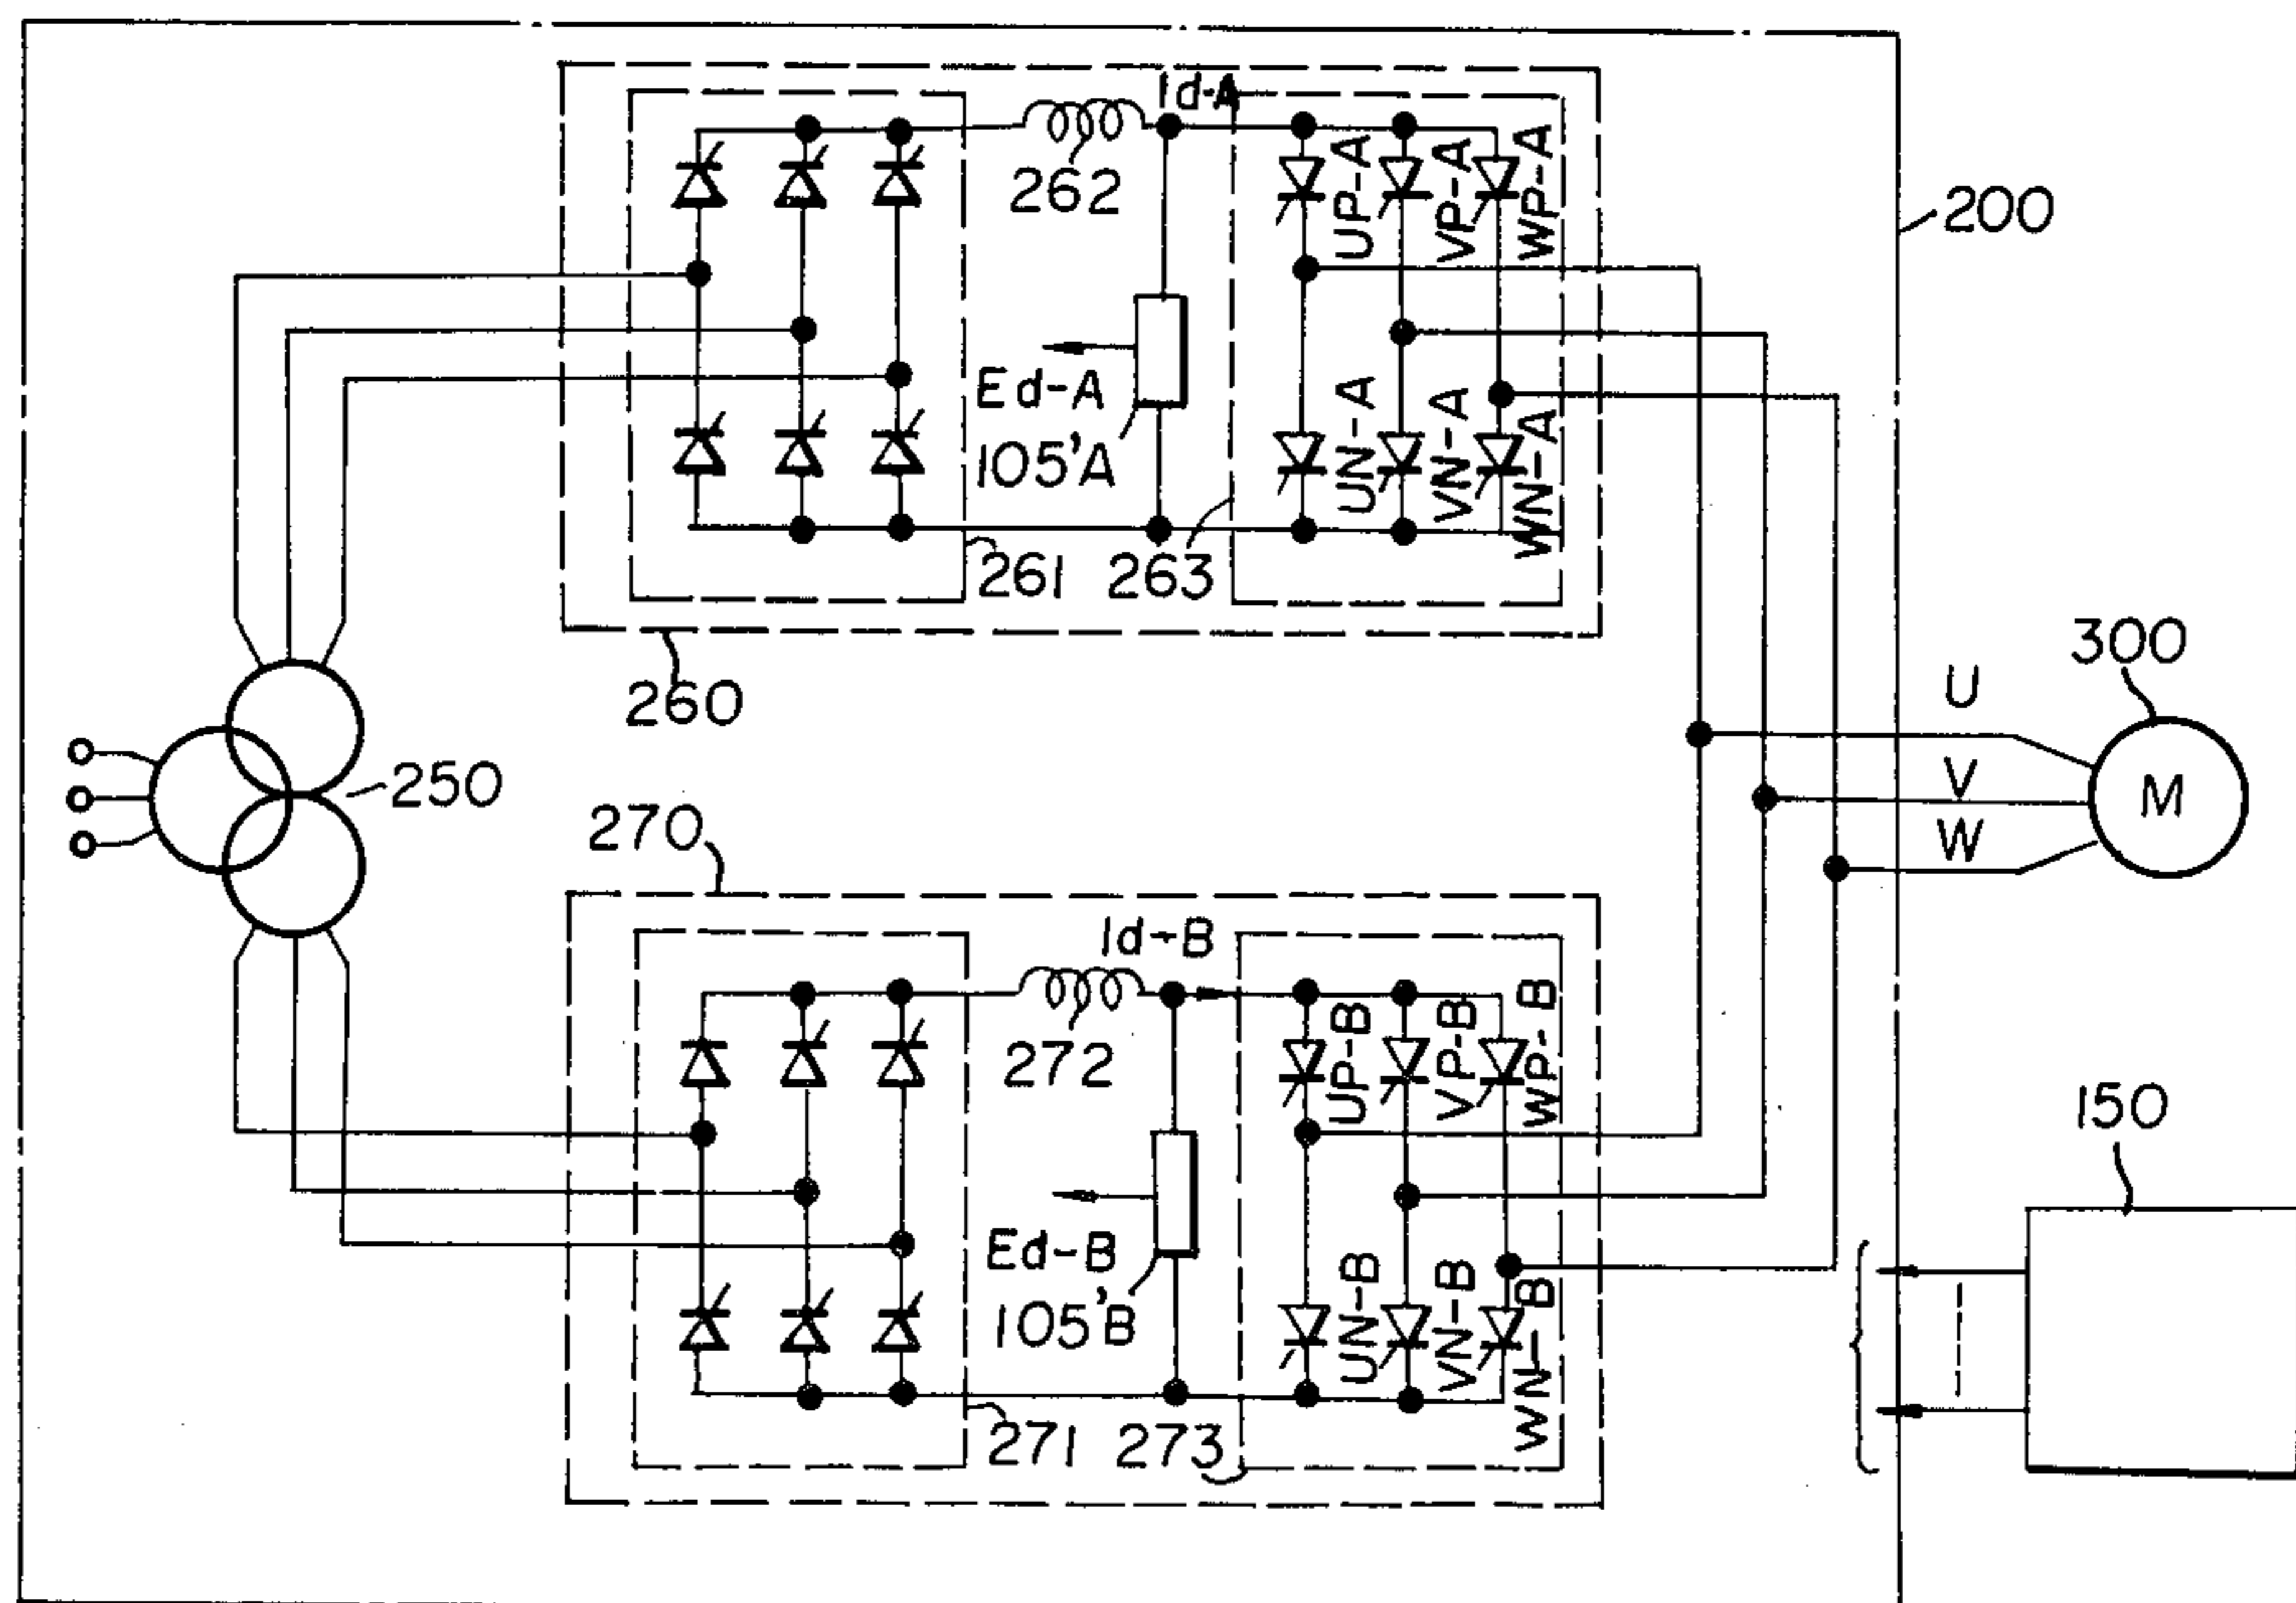 Id-A
262
UP-A
VP-A
WP-A
200
Ed-A
105'A
UN-A
VN-A
WN-A
261
263
260
300
U
V
W
M
250
270
Id-B
272
UP-B
VP-B
WP-B
150
Ed-B
105'B
UN-B
VN-B
WN-B
271
273